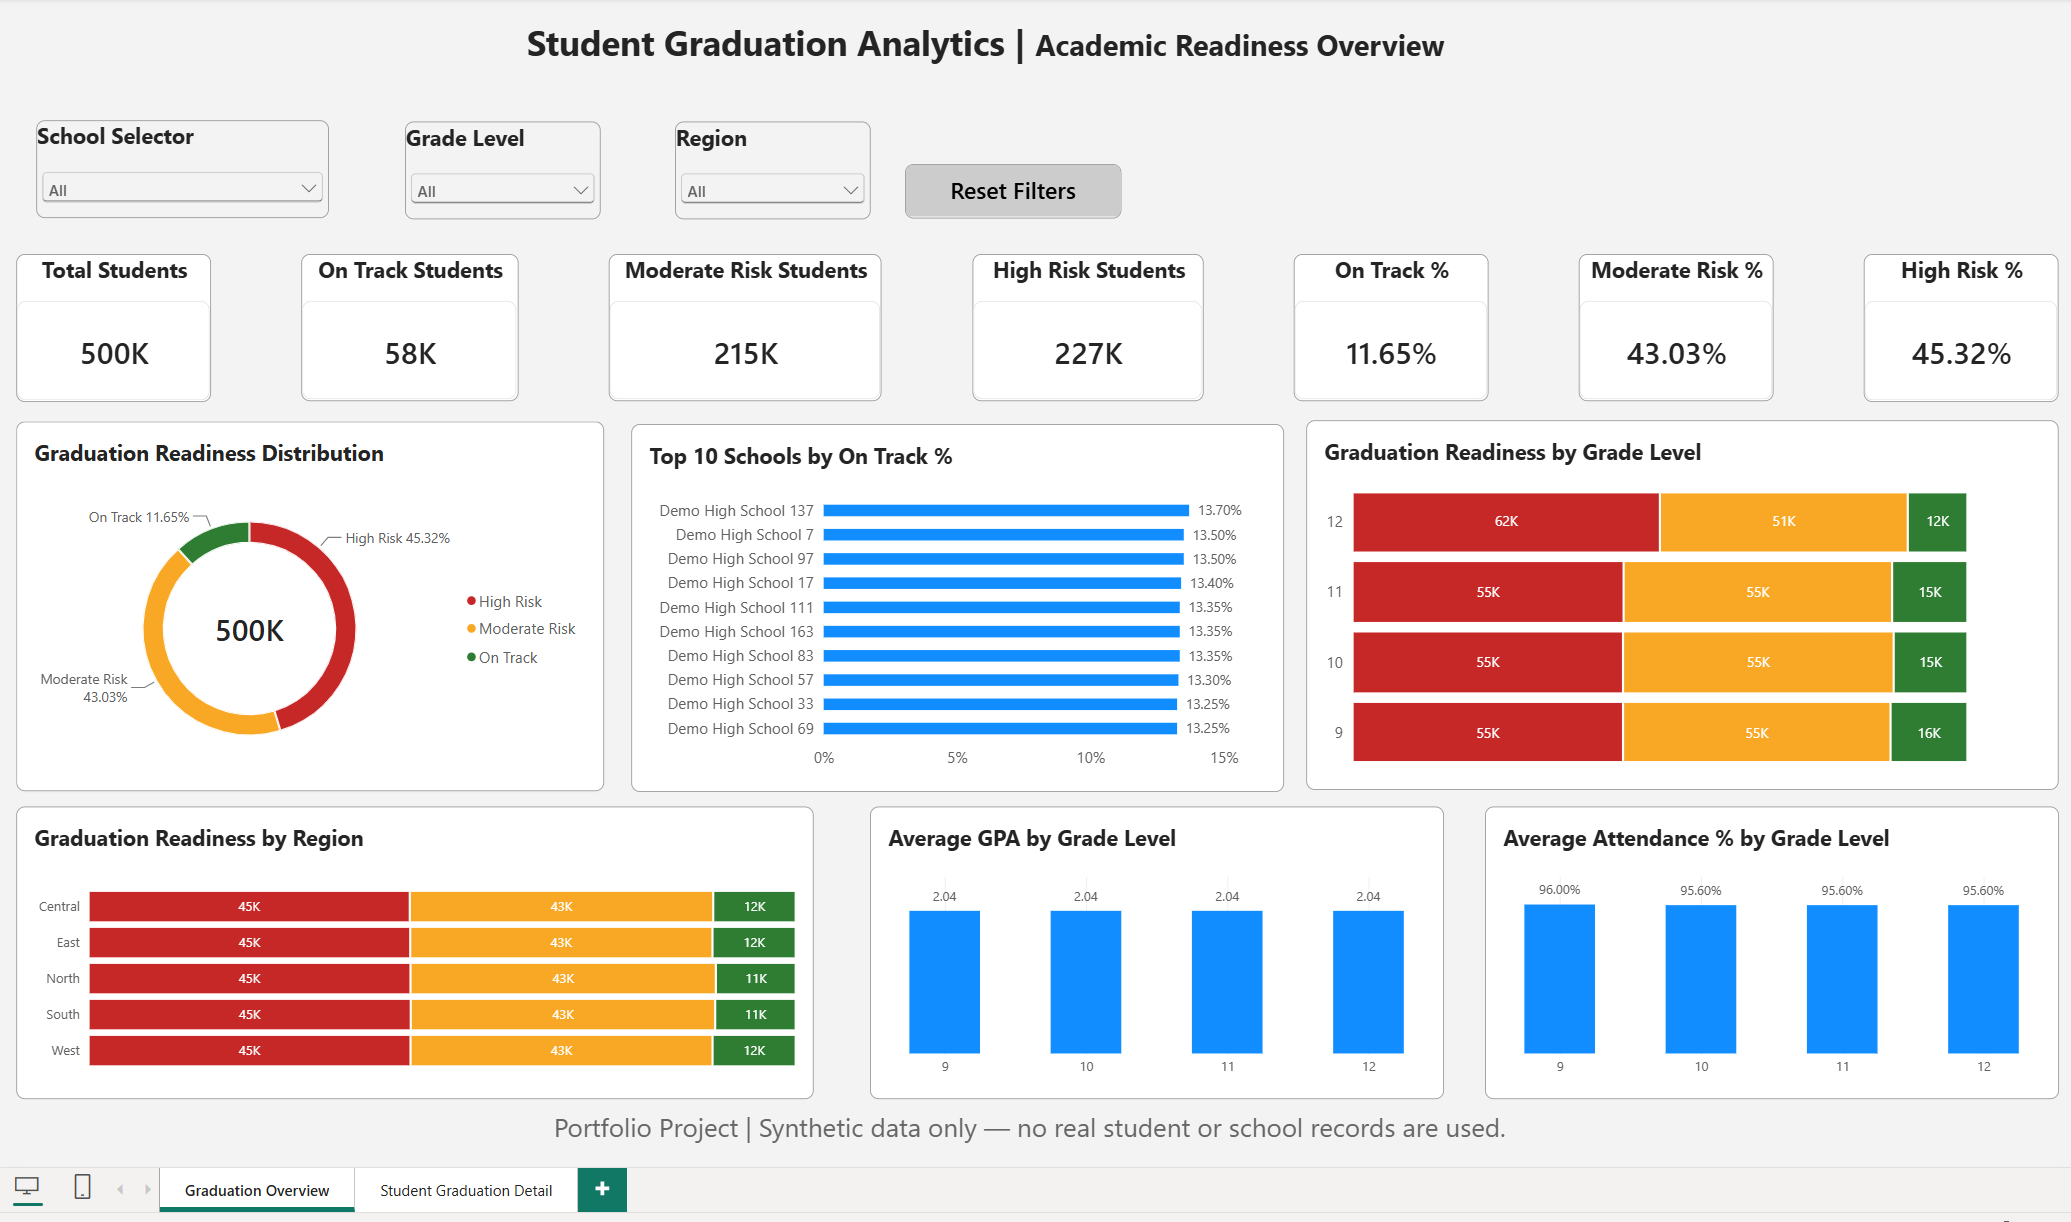 Student Graduation Analytics | Academic Readiness Overview
School Selector
All
Grade Level
All
Region
All
Reset Filters
Total Students
500K
On Track Students
58K
Moderate Risk Students
215K
High Risk Students
227K
On Track %
11.65%
Moderate Risk %
43.03%
High Risk %
45.32%
Graduation Readiness Distribution
On Track 11.65%
High Risk 45.32%
500K
Moderate Risk
43.03%
High Risk
Moderate Risk
On Track
Top 10 Schools by On Track %
Demo High School 137 13.70%
Demo High School 7 13.50%
Demo High School 97 13.50%
Demo High School 17 13.40%
Demo High School 111 13.35%
Demo High School 163 13.35%
Demo High School 83 13.35%
Demo High School 57 13.30%
Demo High School 33 13.25%
Demo High School 69 13.25%
0% 5% 10% 15%
Graduation Readiness by Grade Level
12 62K 51K 12K
11 55K 55K 15K
10 55K 55K 15K
9 55K 55K 16K
Graduation Readiness by Region
Central 45K 43K 12K
East 45K 43K 12K
North 45K 43K 11K
South 45K 43K 11K
West 45K 43K 12K
Average GPA by Grade Level
2.04 2.04 2.04 2.04
9 10 11 12
Average Attendance % by Grade Level
96.00% 95.60% 95.60% 95.60%
9 10 11 12
Portfolio Project | Synthetic data only — no real student or school records are used.
Graduation Overview
Student Graduation Detail
+